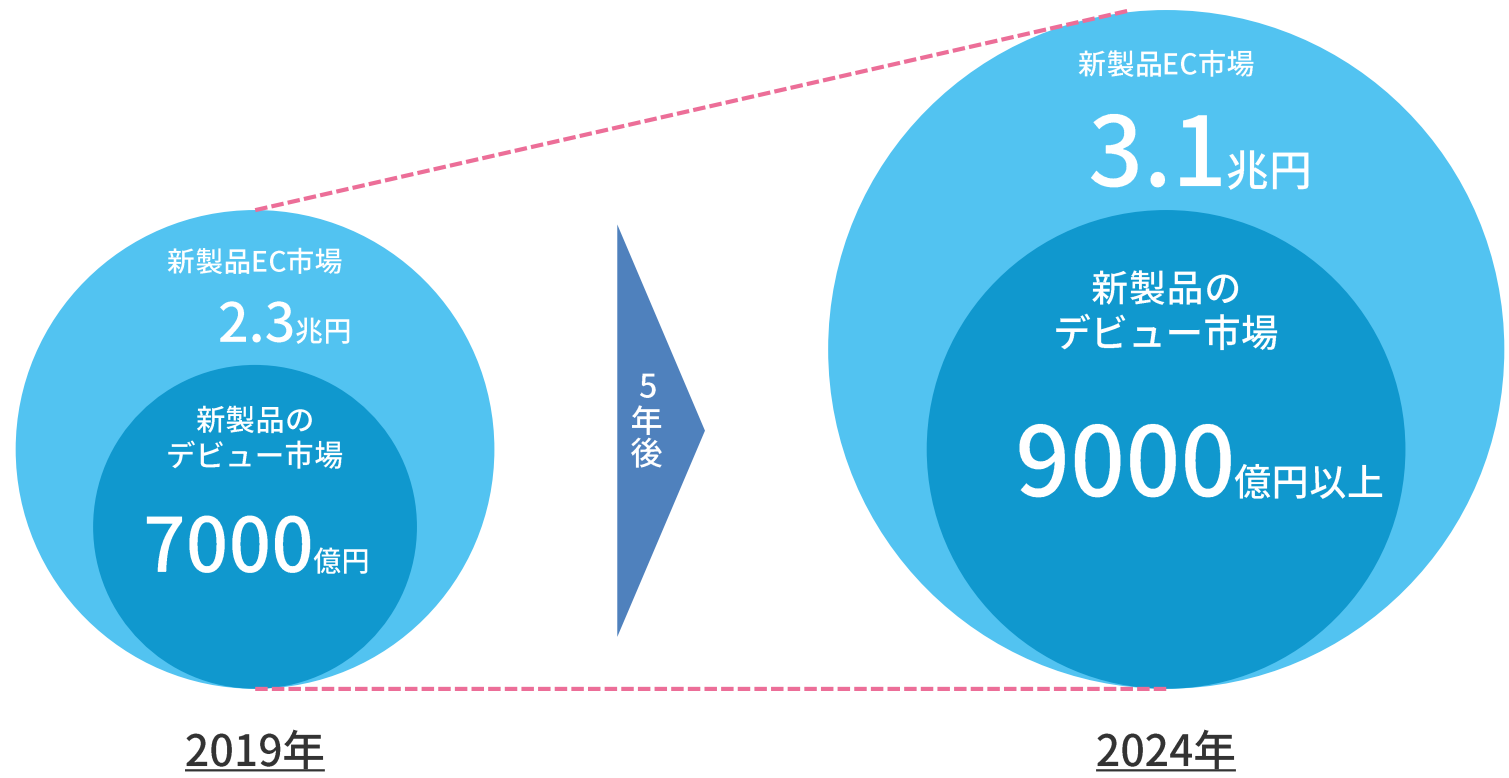 新製品EC市場
2.3兆円
新製品の
デビュー市場
7000億円
2019年
5年後
新製品EC市場
3.1兆円
新製品の
デビュー市場
9000億円以上
2024年